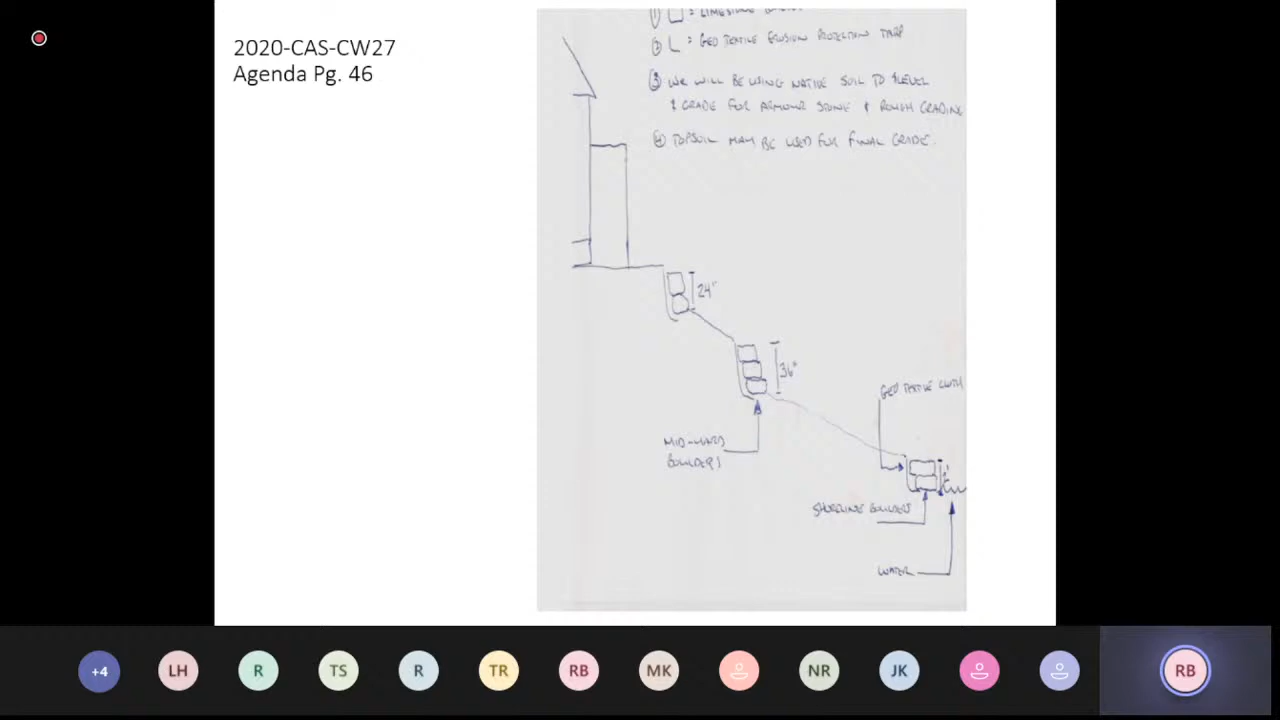 2020-CAS-CW27
Agenda Pg. 46
① = LIMESTONE
② L = GEO TEXTILE EROSION PROTECTION TARP
③ WE WILL BE USING NATIVE SOIL TO LEVEL
& GRADE FOR ARMOUR STONE & ROUGH GRADING
④ TOPSOIL MAY BE USED FOR FINAL GRADE.
24"
36"
GEO TEXTILE CLOTH
MID-YARD
BOULDERS
SHORELINE BOULDERS
WATER
+4 LH R TS R TR RB MK NR JK RB